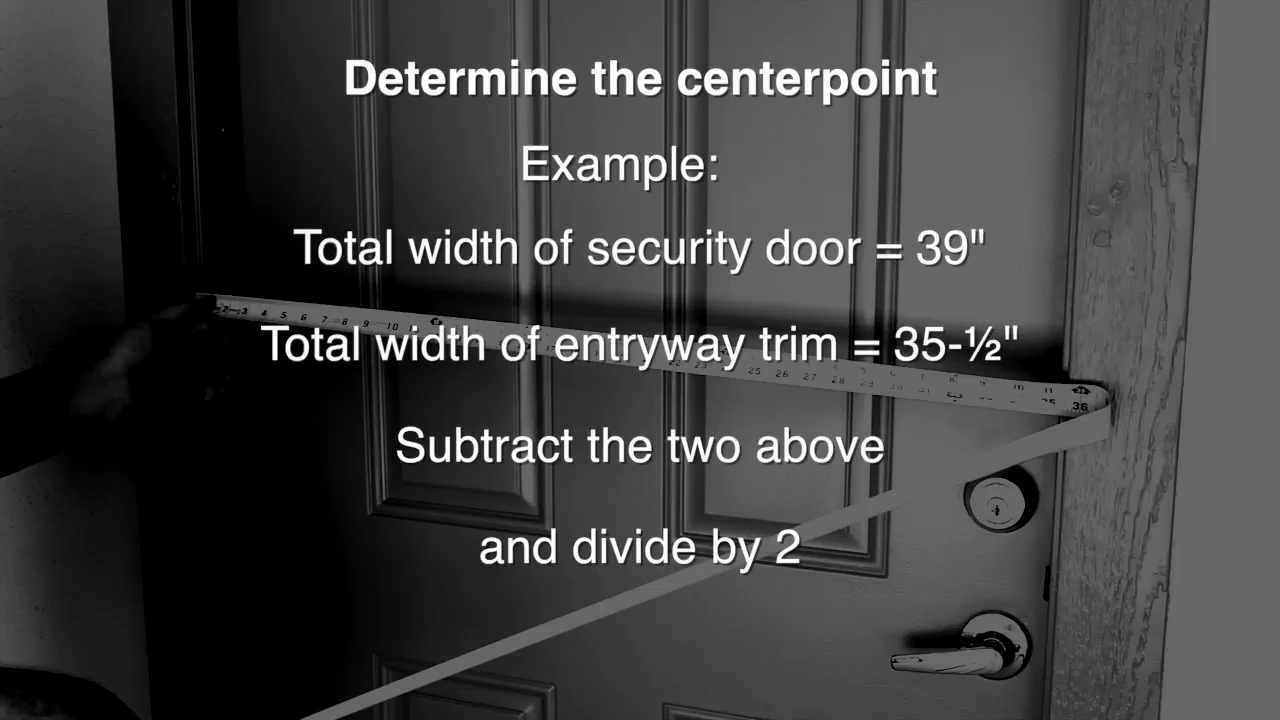 Determine the centerpoint
Example:
Total width of security door = 39"
Total width of entryway trim = 35-½"
Subtract the two above
and divide by 2